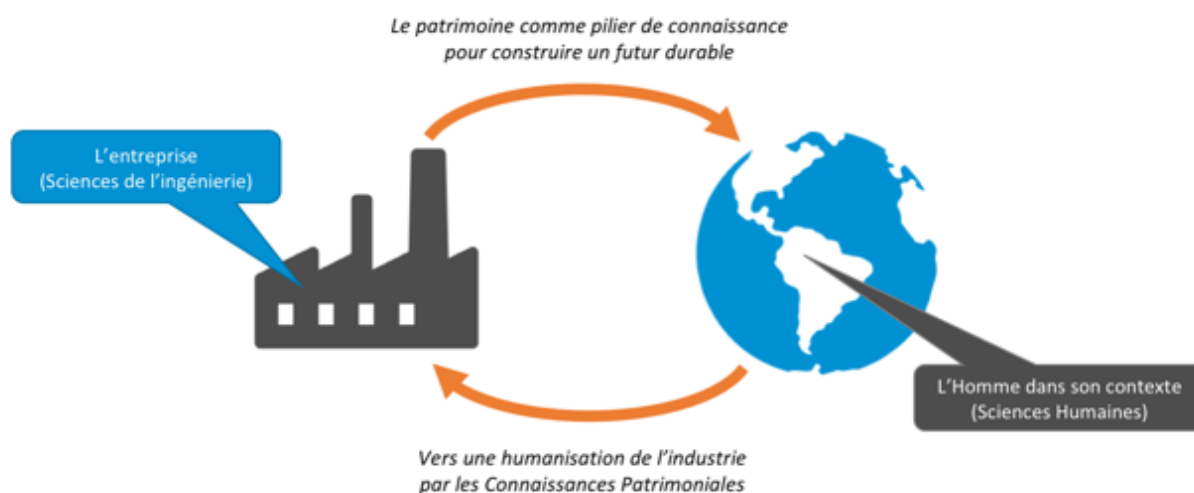 Le patrimoine comme pilier de connaissance
pour construire un futur durable
L'entreprise
(Sciences de l'ingénierie)
L'Homme dans son contexte
(Sciences Humaines)
Vers une humanisation de l'industrie
par les Connaissances Patrimoniales